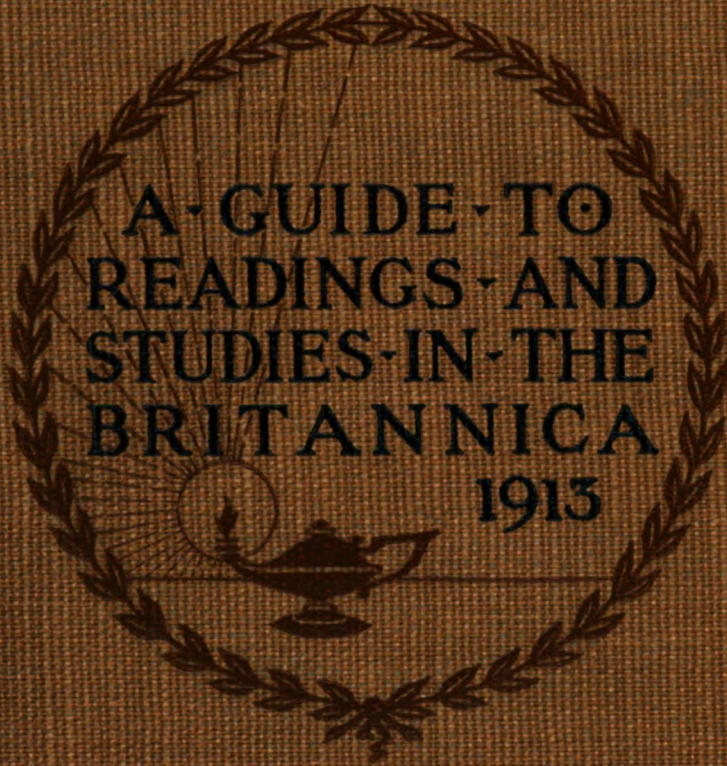 A · GUIDE · TO
READINGS · AND
STUDIES · IN · THE
BRITANNICA
1913